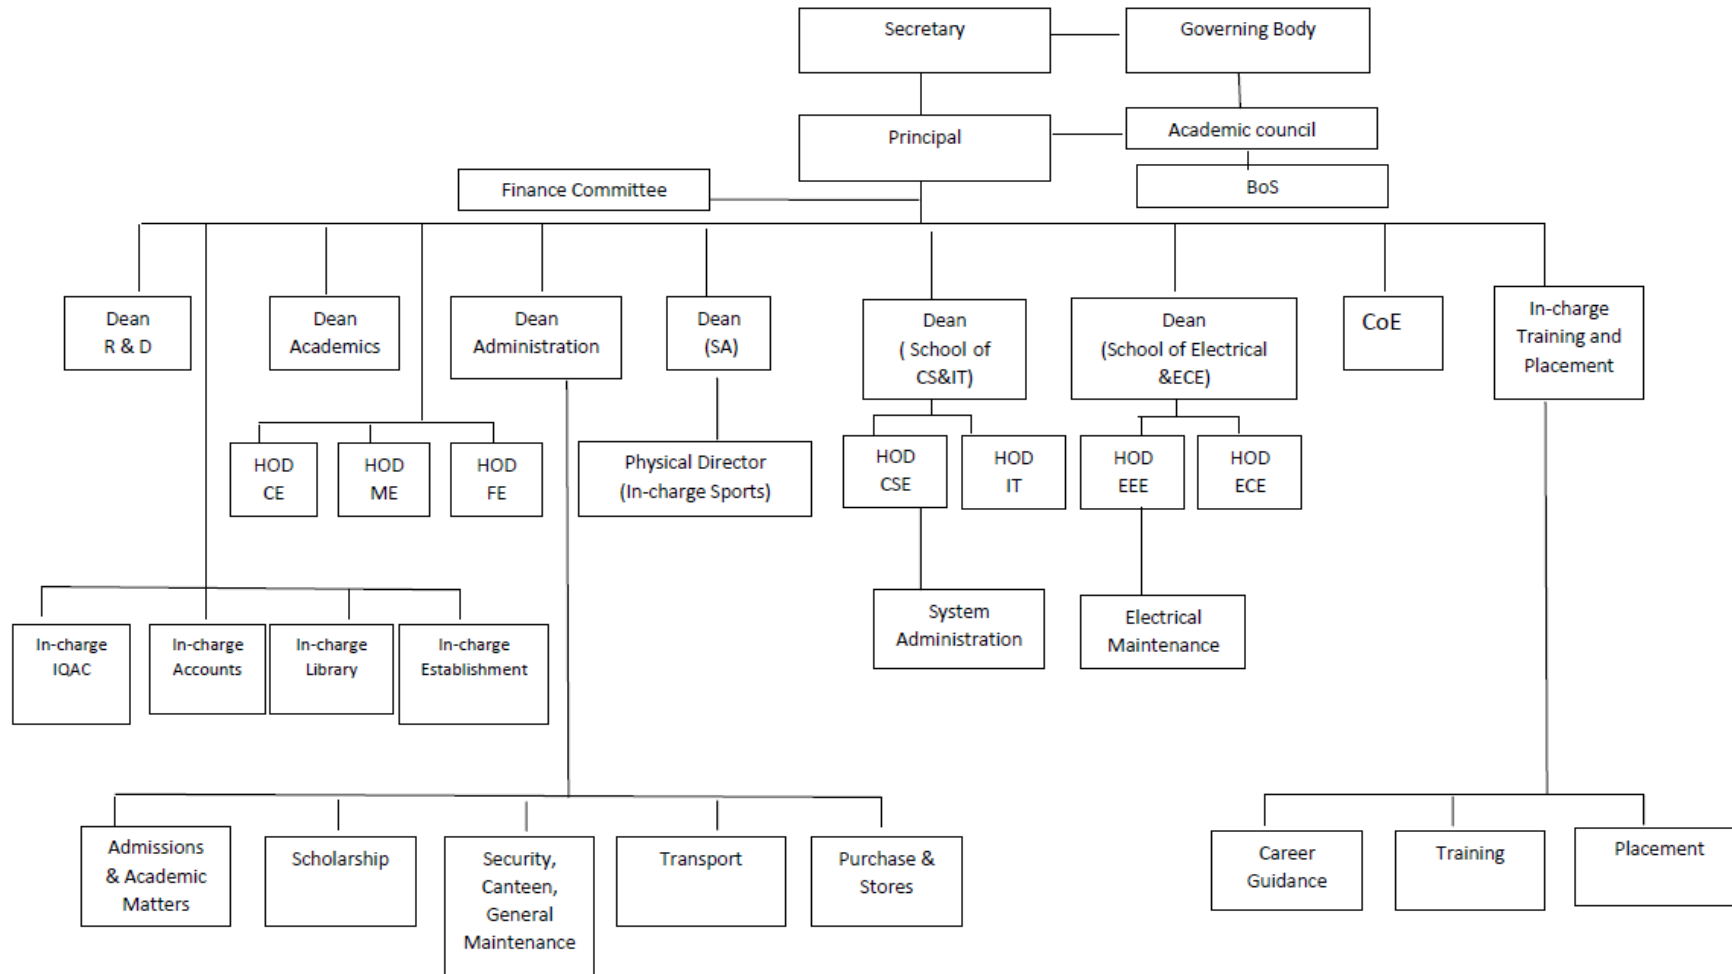 Secretary
Governing Body
Principal
Academic council
Finance Committee
BoS
Dean
R & D
Dean
Academics
Dean
Administration
Dean
(SA)
Dean
( School of
CS&IT)
Dean
(School of Electrical
&ECE)
CoE
In-charge
Training and
Placement
HOD
CE
HOD
ME
HOD
FE
Physical Director
(In-charge Sports)
HOD
CSE
HOD
IT
HOD
EEE
HOD
ECE
In-charge
IQAC
In-charge
Accounts
In-charge
Library
In-charge
Establishment
System
Administration
Electrical
Maintenance
Admissions
& Academic
Matters
Scholarship
Security,
Canteen,
General
Maintenance
Transport
Purchase &
Stores
Career
Guidance
Training
Placement